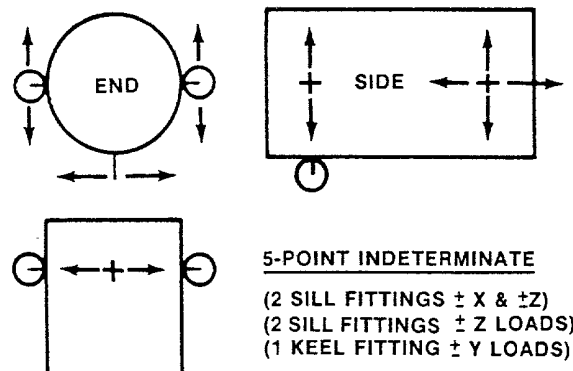 END
SIDE
5-POINT INDETERMINATE
(2 SILL FITTINGS ± X & ±Z)
(2 SILL FITTINGS ± Z LOADS)
(1 KEEL FITTING ± Y LOADS)